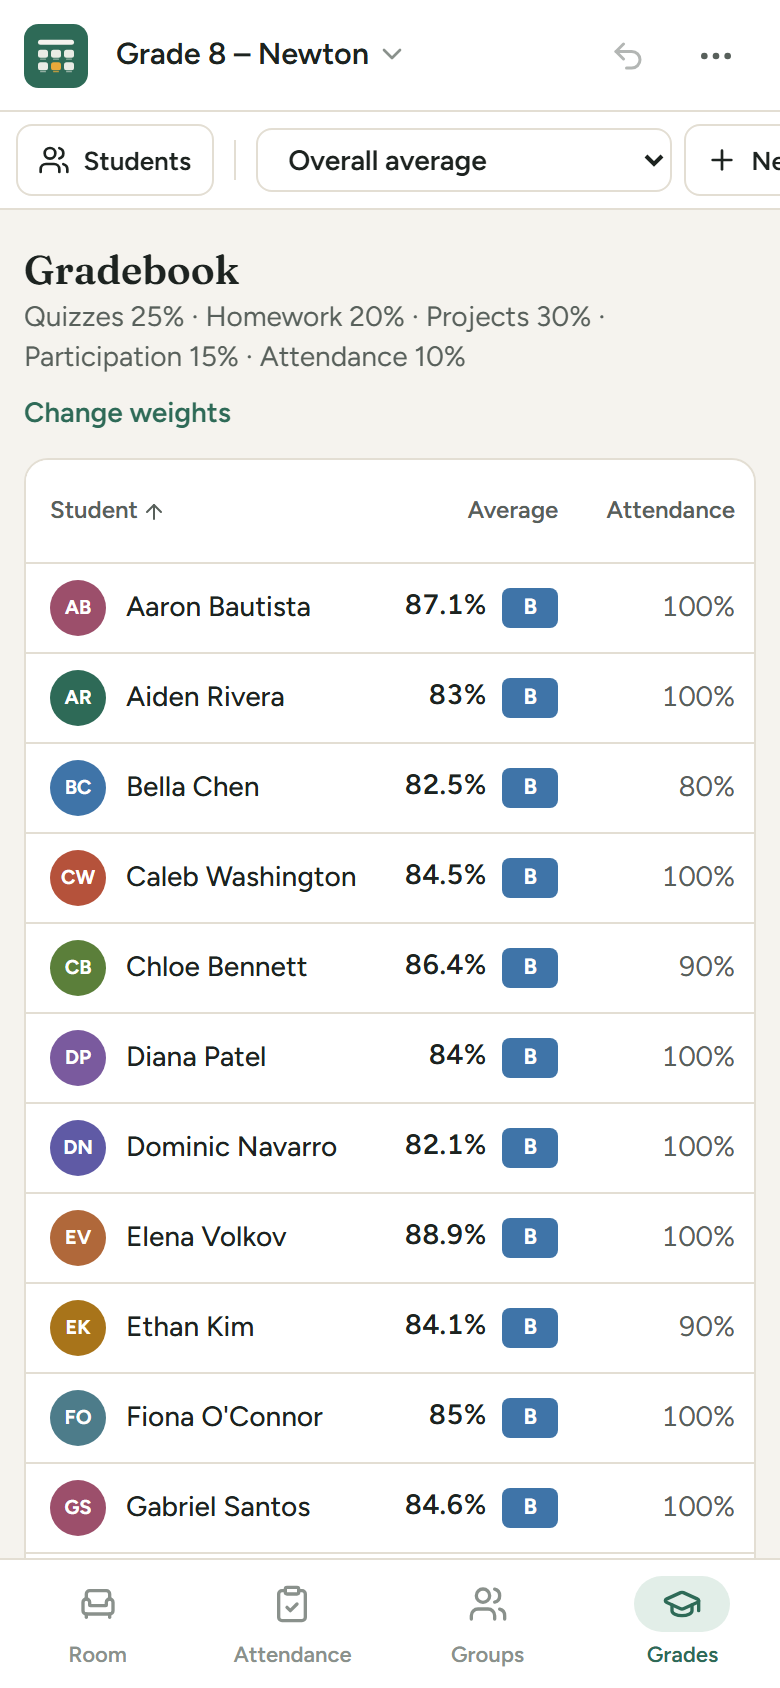 Grade 8 – Newton
Students
Overall average
Gradebook
Quizzes 25% · Homework 20% · Projects 30% ·
Participation 15% · Attendance 10%
Change weights
Student ↑ Average Attendance
AB Aaron Bautista 87.1% B 100%
AR Aiden Rivera 83% B 100%
BC Bella Chen 82.5% B 80%
CW Caleb Washington 84.5% B 100%
CB Chloe Bennett 86.4% B 90%
DP Diana Patel 84% B 100%
DN Dominic Navarro 82.1% B 100%
EV Elena Volkov 88.9% B 100%
EK Ethan Kim 84.1% B 90%
FO Fiona O'Connor 85% B 100%
GS Gabriel Santos 84.6% B 100%
Room
Attendance
Groups
Grades